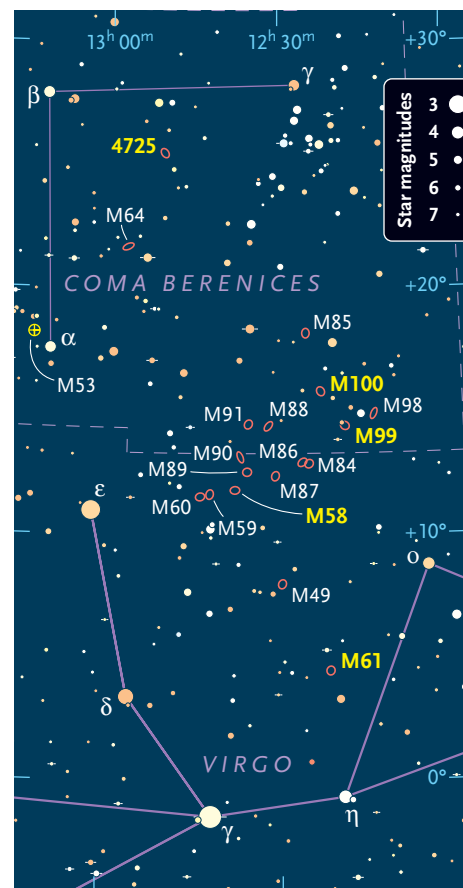 13h 00m
12h 30m
+30°
β
γ
Star magnitudes
3
4
5
6
7
4725
M64
COMA BERENICES
+20°
M85
α
M53
M100
M98
M91
M88
M99
M90
M86
M84
M89
M87
M60
M59
M58
ε
+10°
ο
M49
M61
δ
VIRGO
0°
γ
η